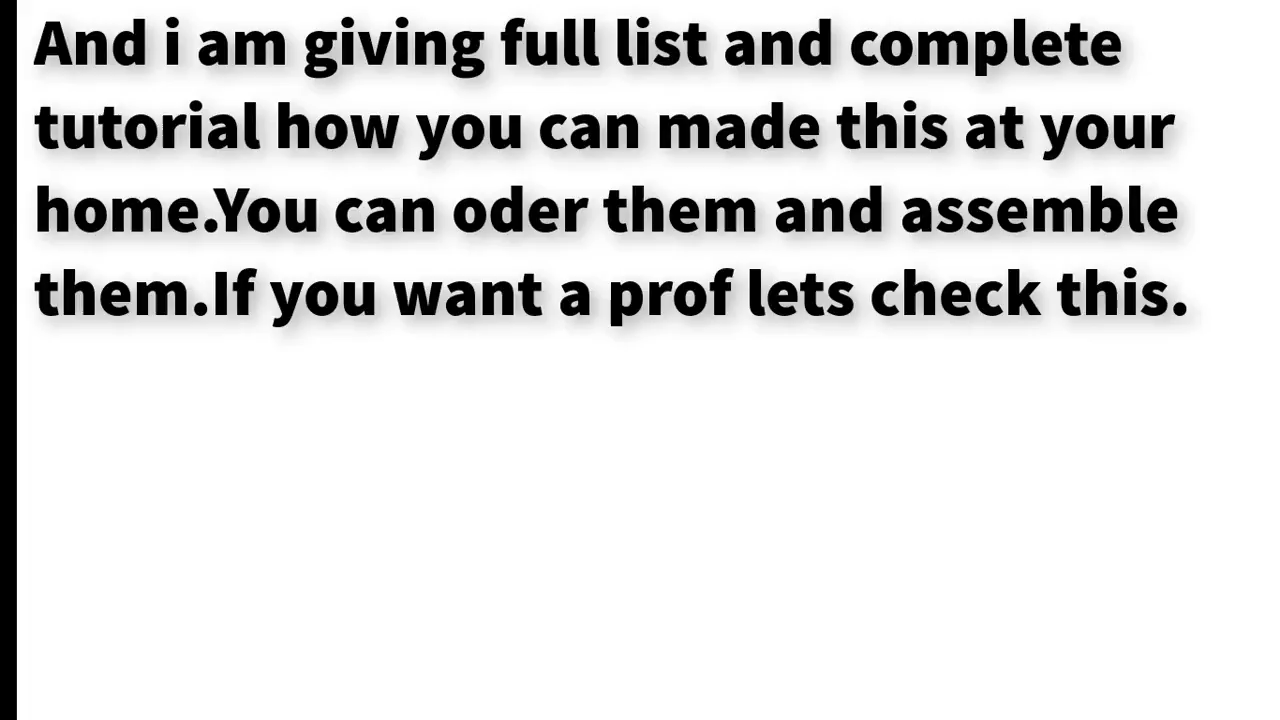 And i am giving full list and complete
tutorial how you can made this at your
home.You can oder them and assemble
them.If you want a prof lets check this.